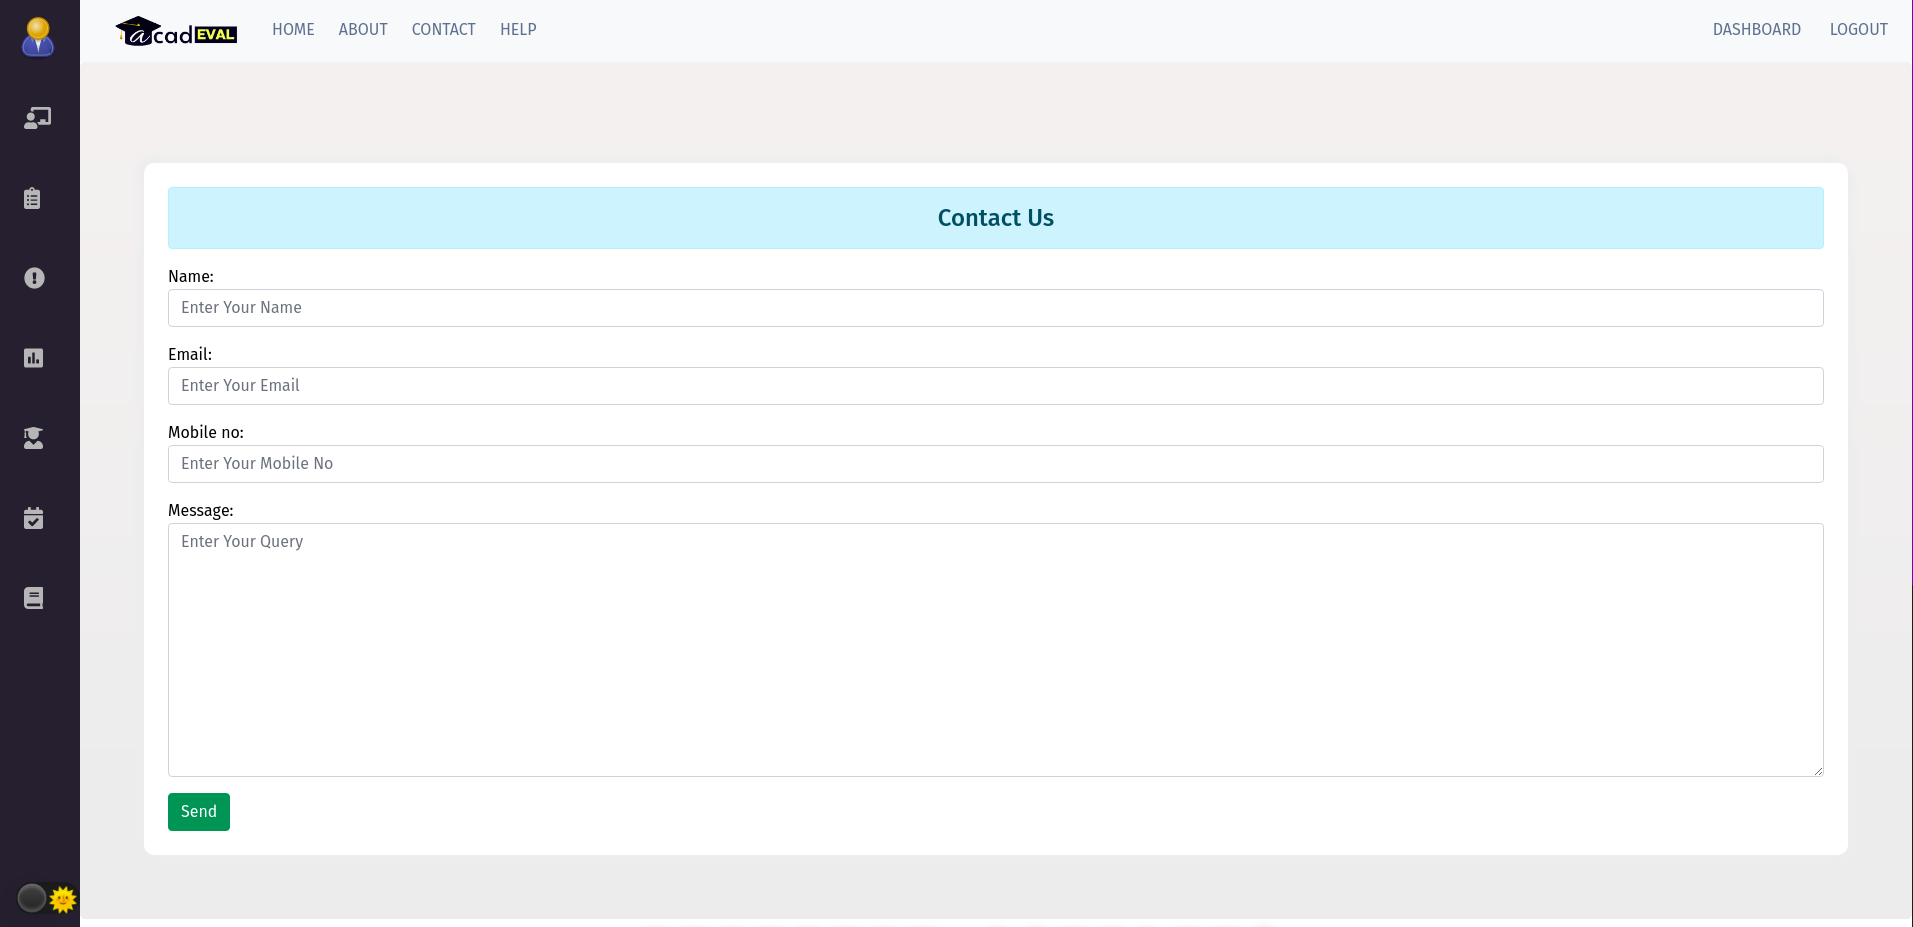 acad EVAL HOME ABOUT CONTACT HELP DASHBOARD LOGOUT
Contact Us
Name:
Enter Your Name
Email:
Enter Your Email
Mobile no:
Enter Your Mobile No
Message:
Enter Your Query
Send